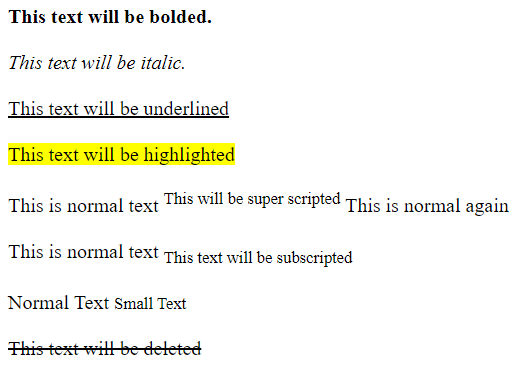 This text will be bolded.
This text will be italic.
This text will be underlined
This text will be highlighted
This is normal text This will be super scripted This is normal again
This is normal text This text will be subscripted
Normal Text Small Text
This text will be deleted